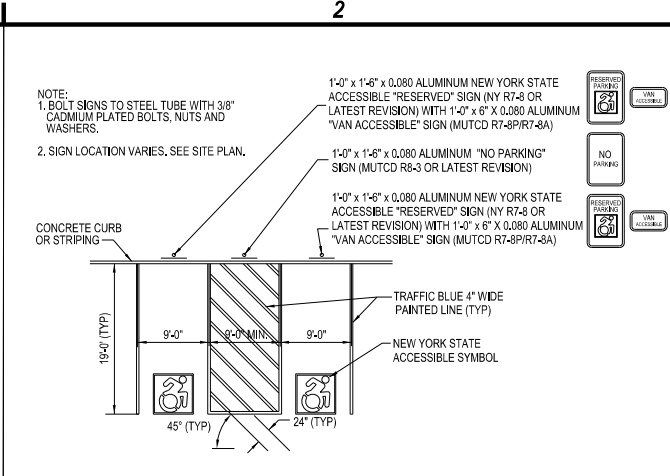 2
NOTE:
1. BOLT SIGNS TO STEEL TUBE WITH 3/8"
CADMIUM PLATED BOLTS, NUTS AND
WASHERS.
2. SIGN LOCATION VARIES. SEE SITE PLAN.
1'-0" x 1'-6" x 0.080 ALUMINUM NEW YORK STATE
ACCESSIBLE "RESERVED" SIGN (NY R7-8 OR
LATEST REVISION) WITH 1'-0" x 6" X 0.080 ALUMINUM
"VAN ACCESSIBLE" SIGN (MUTCD R7-8P/R7-8A)
RESERVED
PARKING
VAN
ACCESSIBLE
1'-0" x 1'-6" x 0.080 ALUMINUM "NO PARKING"
SIGN (MUTCD R8-3 OR LATEST REVISION)
NO
PARKING
1'-0" x 1'-6" x 0.080 ALUMINUM NEW YORK STATE
ACCESSIBLE "RESERVED" SIGN (NY R7-8 OR
LATEST REVISION) WITH 1'-0" x 6" X 0.080 ALUMINUM
"VAN ACCESSIBLE" SIGN (MUTCD R7-8P/R7-8A)
RESERVED
PARKING
VAN
ACCESSIBLE
CONCRETE CURB
OR STRIPING
19'-0' (TYP)
9'-0"
9'-0" MIN.
9'-0"
TRAFFIC BLUE 4" WIDE
PAINTED LINE (TYP)
NEW YORK STATE
ACCESSIBLE SYMBOL
45° (TYP)
24" (TYP)